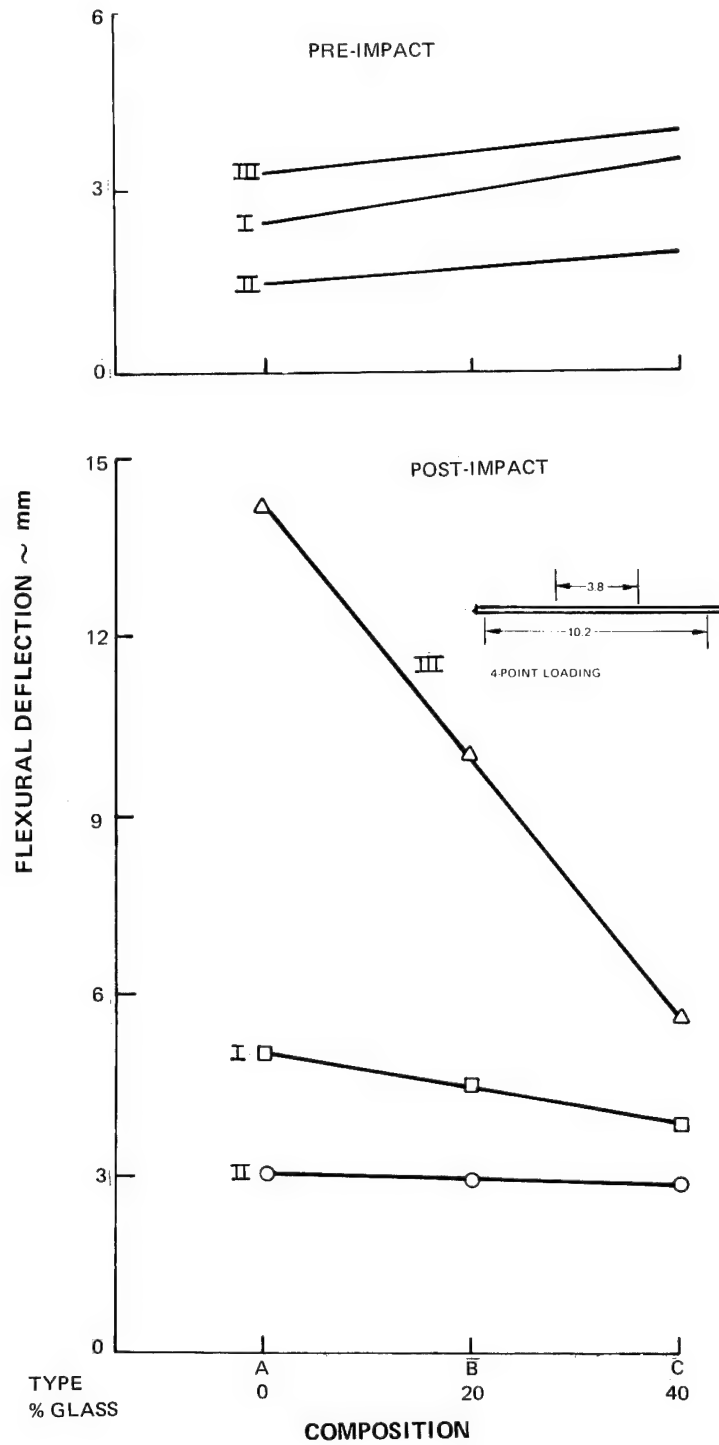 6
PRE-IMPACT
III
3
I
II
0
15
POST-IMPACT
3.8
12
10.2
III
4-POINT LOADING
9
6
I
II
3
0
FLEXURAL DEFLECTION ~ mm
A B C
TYPE
0 20 40
% GLASS
COMPOSITION